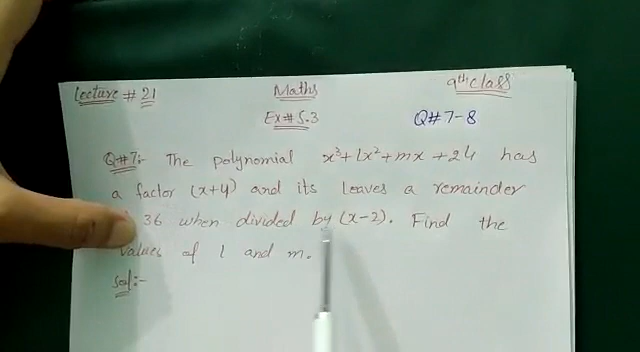 Lecture # 21
Maths
9th class
Ex # 5.3
Q# 7-8
Q#7:- The polynomial x³+lx²+mx+24 has
a factor (x+4) and its leaves a remainder
36 when divided by (x-2). Find the
values of l and m.
Sol:-